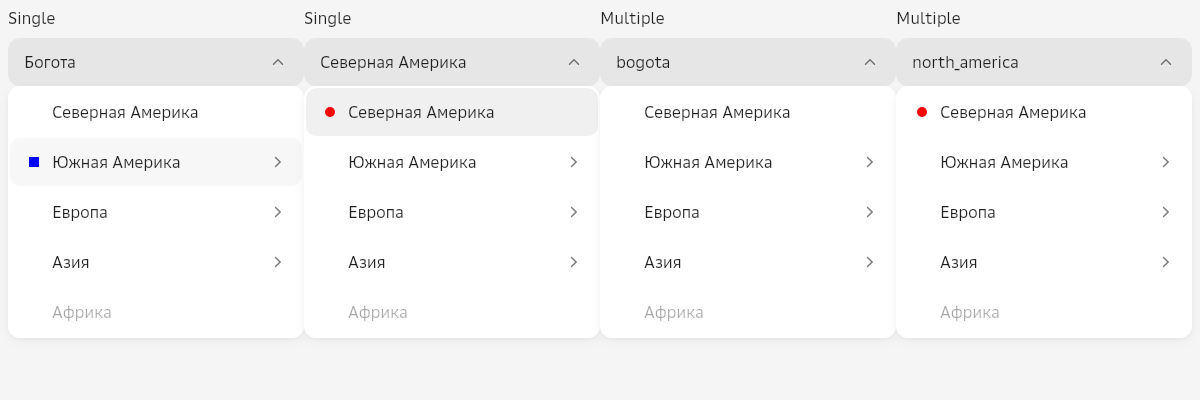 Single
Богота
Северная Америка
Южная Америка
Европа
Азия
Африка
Single
Северная Америка
Северная Америка
Южная Америка
Европа
Азия
Африка
Multiple
bogota
Северная Америка
Южная Америка
Европа
Азия
Африка
Multiple
north_america
Северная Америка
Южная Америка
Европа
Азия
Африка